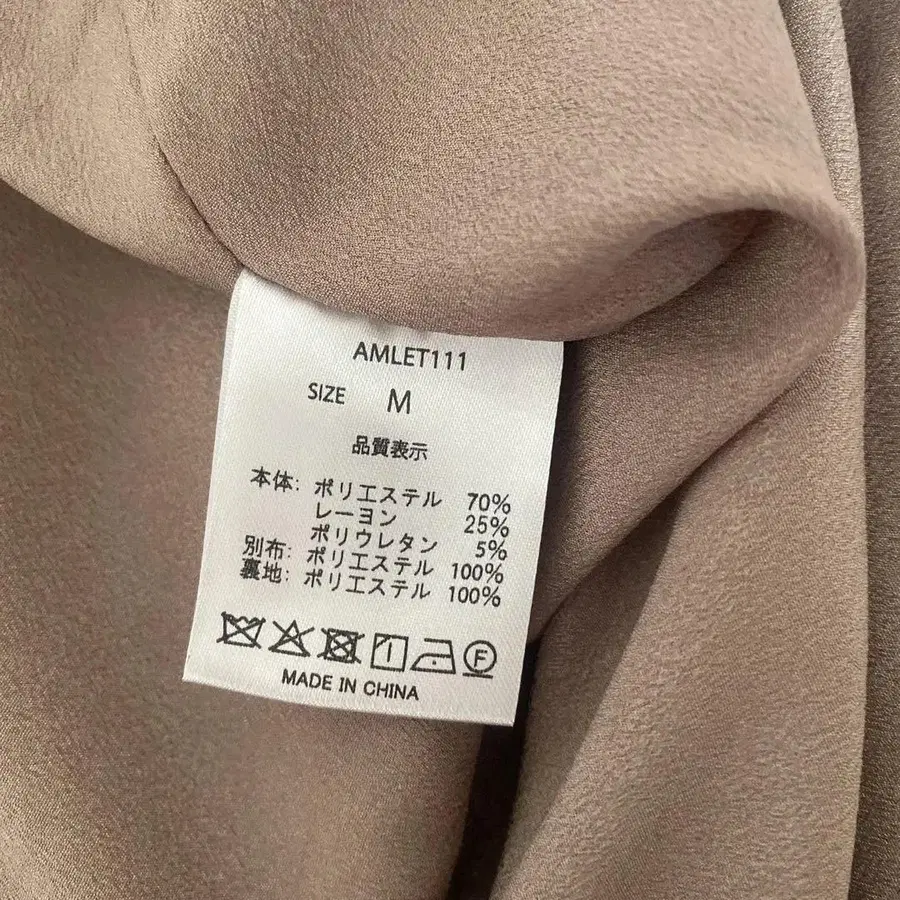 AMLET111
SIZE M
品質表示
本体: ポリエステル 70%
レーヨン 25%
ポリウレタン 5%
別布: ポリエステル 100%
裏地: ポリエステル 100%
F
MADE IN CHINA